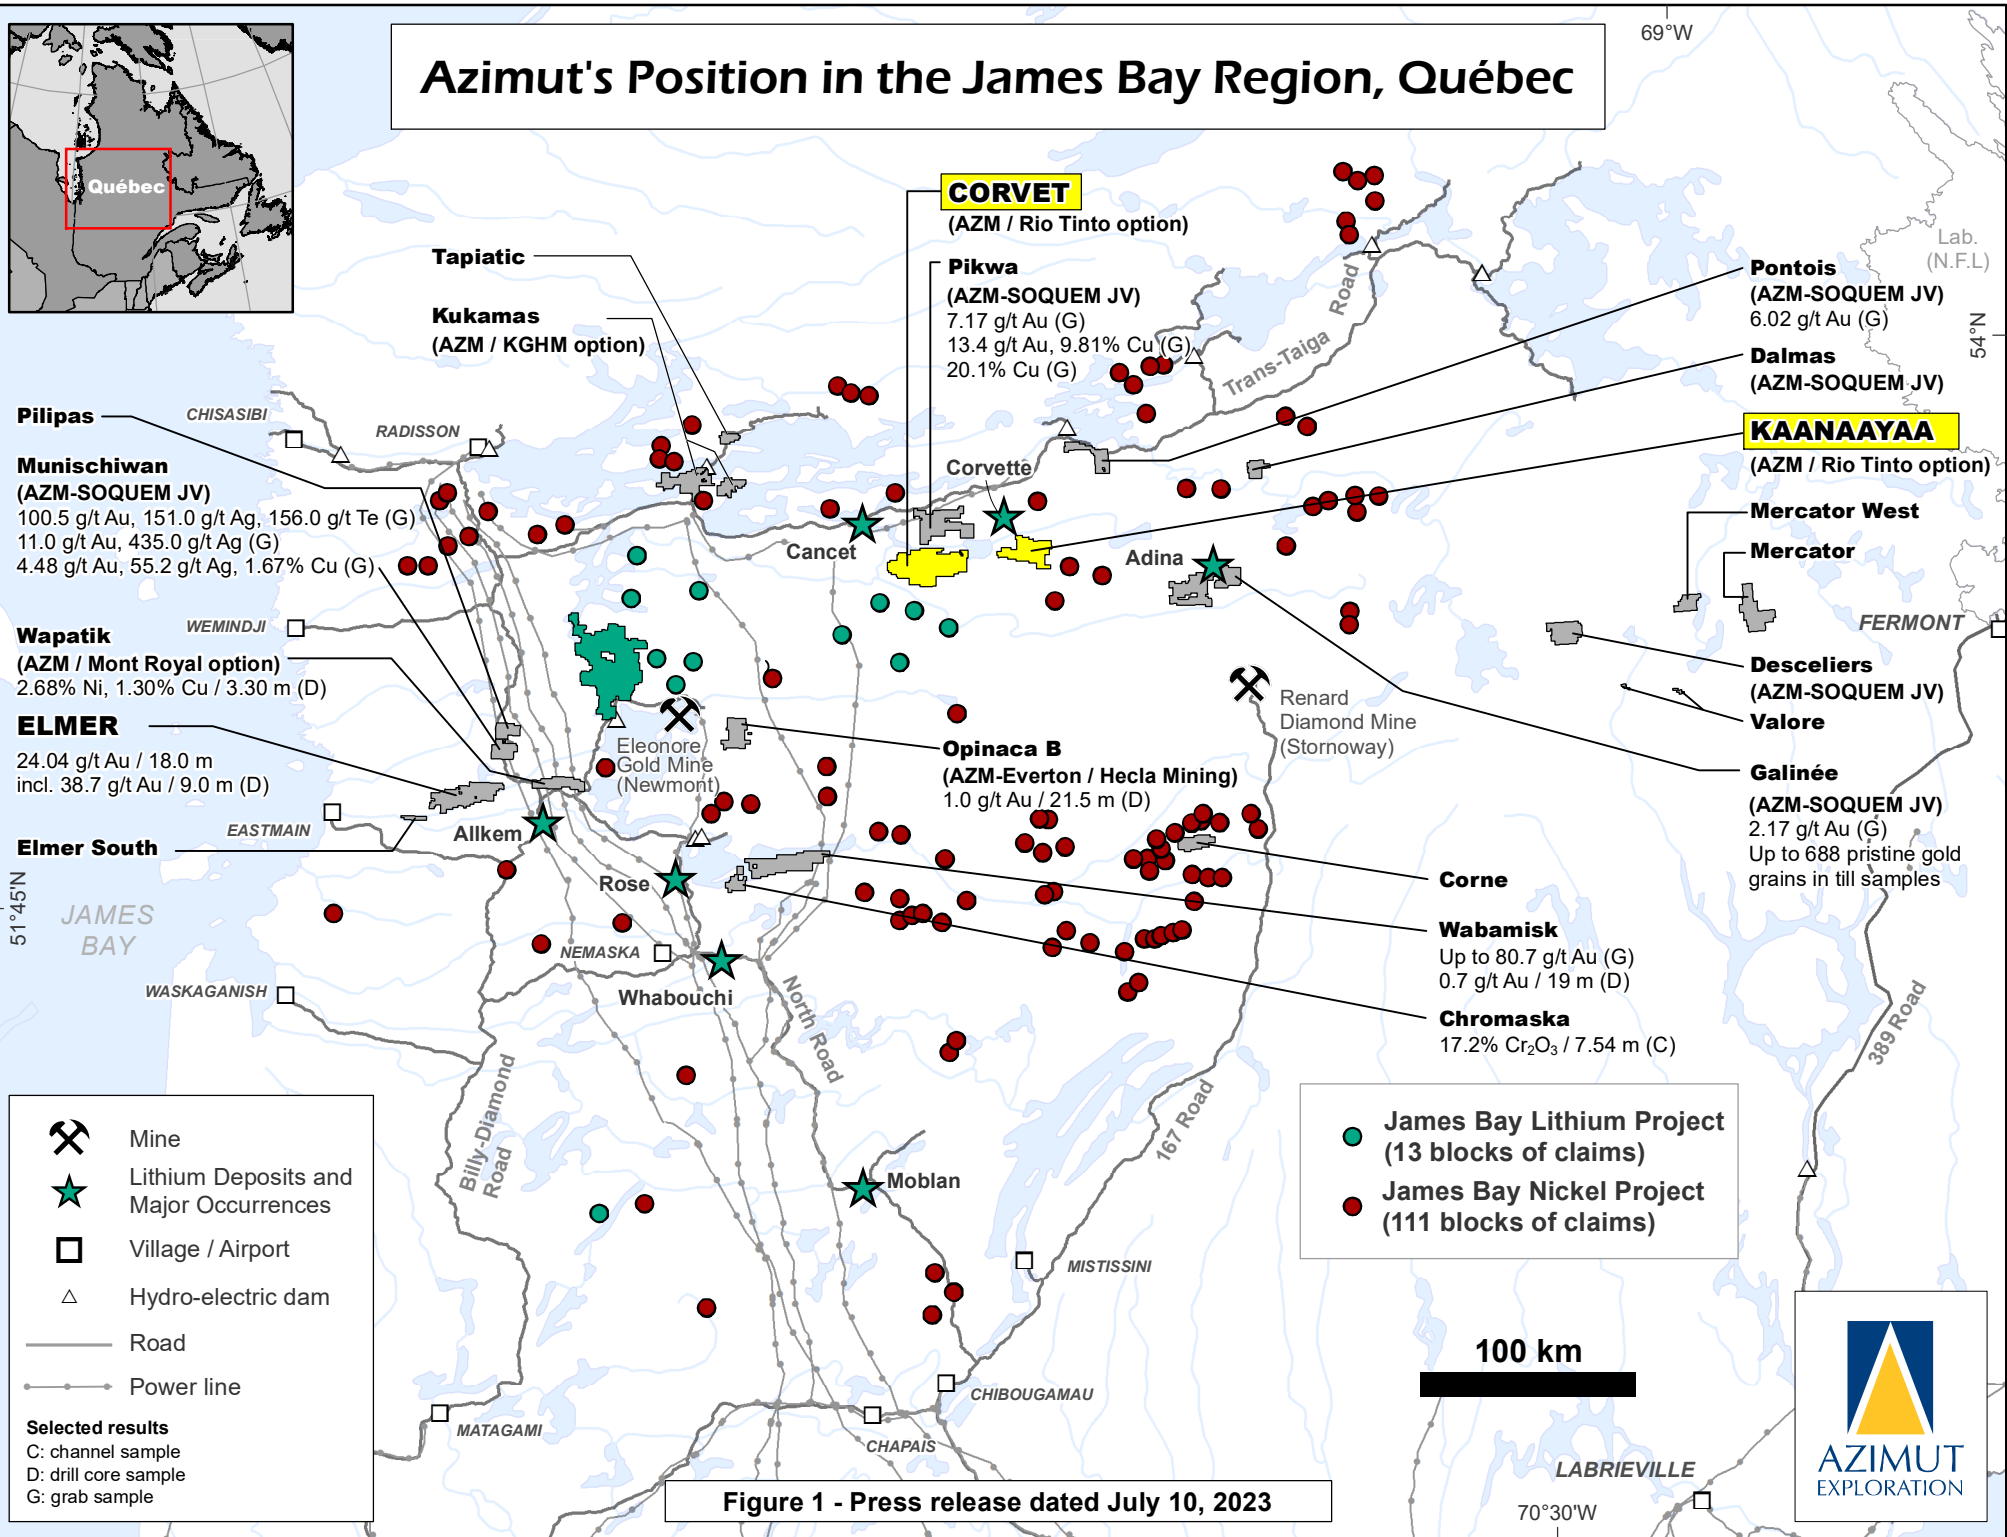 Azimut's Position in the James Bay Region, Québec
69°W
Québec
CORVET
(AZM / Rio Tinto option)
Tapiatic
Kukamas
(AZM / KGHM option)
Pikwa
(AZM-SOQUEM JV)
7.17 g/t Au (G)
13.4 g/t Au, 9.81% Cu (G)
20.1% Cu (G)
Trans-Taiga
Road
Lab.
(N.F.L)
Pontois
(AZM-SOQUEM JV)
6.02 g/t Au (G)
54°N
Dalmas
(AZM-SOQUEM JV)
KAANAAYAA
(AZM / Rio Tinto option)
Mercator West
Mercator
FERMONT
Desceliers
(AZM-SOQUEM JV)
Valore
Galinée
(AZM-SOQUEM JV)
2.17 g/t Au (G)
Up to 688 pristine gold
grains in till samples
Pilipas
CHISASIBI
RADISSON
Munischiwan
(AZM-SOQUEM JV)
100.5 g/t Au, 151.0 g/t Ag, 156.0 g/t Te (G)
11.0 g/t Au, 435.0 g/t Ag (G)
4.48 g/t Au, 55.2 g/t Ag, 1.67% Cu (G)
Corvette
Cancet
Adina
WEMINDJI
Wapatik
(AZM / Mont Royal option)
2.68% Ni, 1.30% Cu / 3.30 m (D)
ELMER
24.04 g/t Au / 18.0 m
incl. 38.7 g/t Au / 9.0 m (D)
Eleonore
Gold Mine
(Newmont)
Renard
Diamond Mine
(Stornoway)
Opinaca B
(AZM-Everton / Hecla Mining)
1.0 g/t Au / 21.5 m (D)
EASTMAIN
Allkem
Elmer South
Rose
51°45'N
JAMES
BAY
Corne
Wabamisk
Up to 80.7 g/t Au (G)
0.7 g/t Au / 19 m (D)
Chromaska
17.2% Cr₂O₃ / 7.54 m (C)
NEMASKA
WASKAGANISH
Whabouchi
North Road
Billy-Diamond
Road
167 Road
389 Road
Moblan
MISTISSINI
CHIBOUGAMAU
CHAPAIS
MATAGAMI
LABRIEVILLE
70°30'W
Mine
Lithium Deposits and
Major Occurrences
Village / Airport
Hydro-electric dam
Road
Power line
Selected results
C: channel sample
D: drill core sample
G: grab sample
James Bay Lithium Project
(13 blocks of claims)
James Bay Nickel Project
(111 blocks of claims)
100 km
AZIMUT
EXPLORATION
Figure 1 - Press release dated July 10, 2023